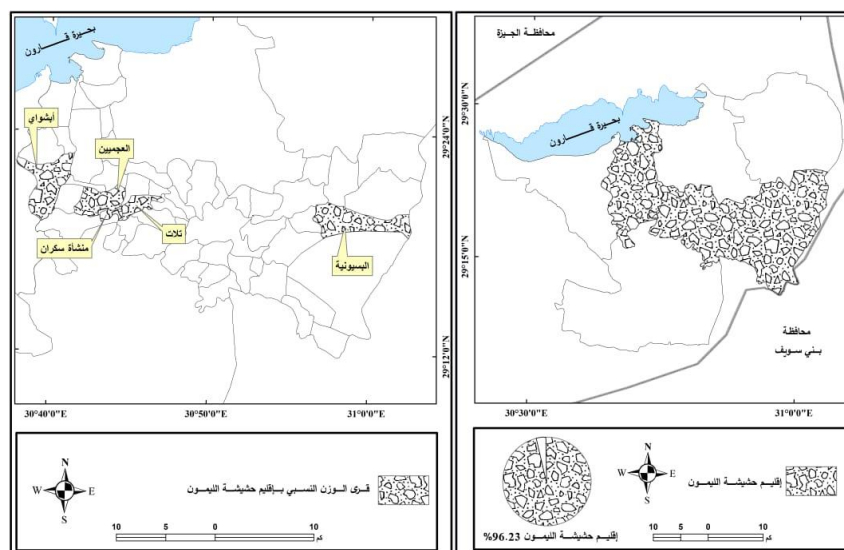 بحيرة قارون
أبشواي
العجميين
تلات
منشأة سكران
البسيونية
29°24'0"N
29°12'0"N
30°40'0"E
30°50'0"E
31°0'0"E
N
W
E
S
قرى الوزن النسبي بإقليم حشيشة الليمون
10
5
0
10
كم
محافظة الجيزة
بحيرة قارون
محافظة
بني سويف
29°30'0"N
29°15'0"N
30°30'0"E
31°0'0"E
إقليم حشيشة الليمون 96.23%
N
W
E
S
إقليم حشيشة الليمون
10
5
0
10
كم